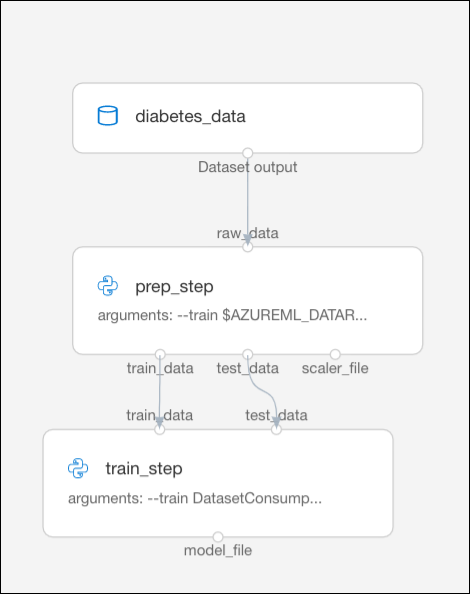 diabetes_data
Dataset output
raw_data
prep_step
arguments: --train $AZUREML_DATAR...
train_data test_data scaler_file
train_data test_data
train_step
arguments: --train DatasetConsump...
model_file